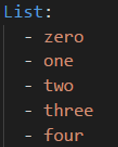 List:
- zero
- one
- two
- three
- four